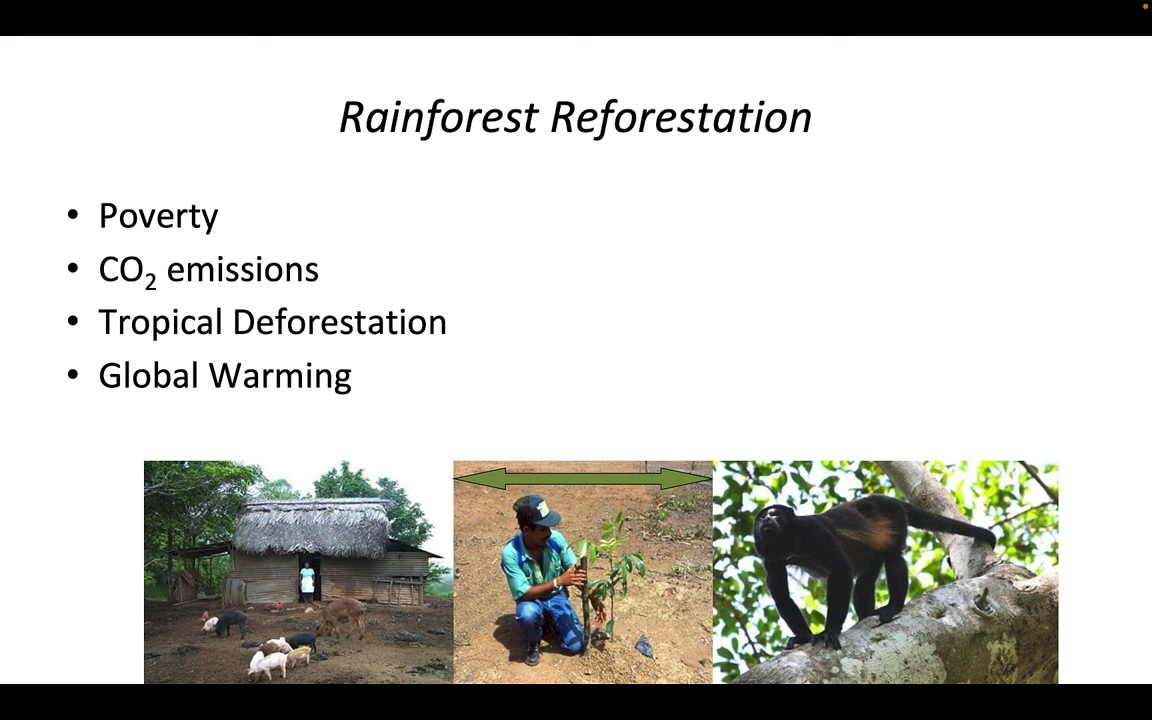 Rainforest Reforestation
• Poverty
• CO₂ emissions
• Tropical Deforestation
• Global Warming